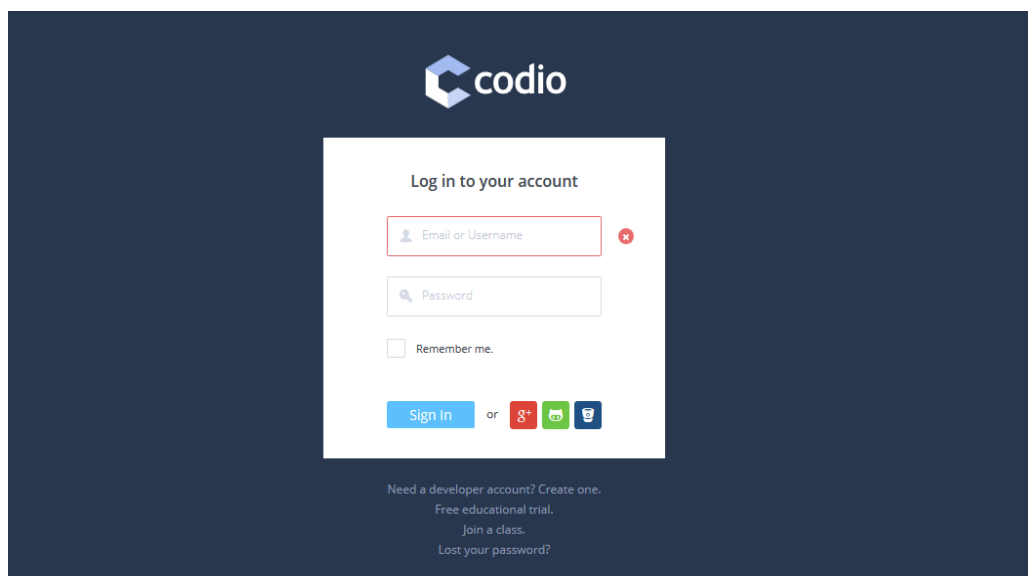 codio
Log in to your account
Email or Username
Password
Remember me.
Sign In or g+
Need a developer account? Create one.
Free educational trial.
Join a class.
Lost your password?